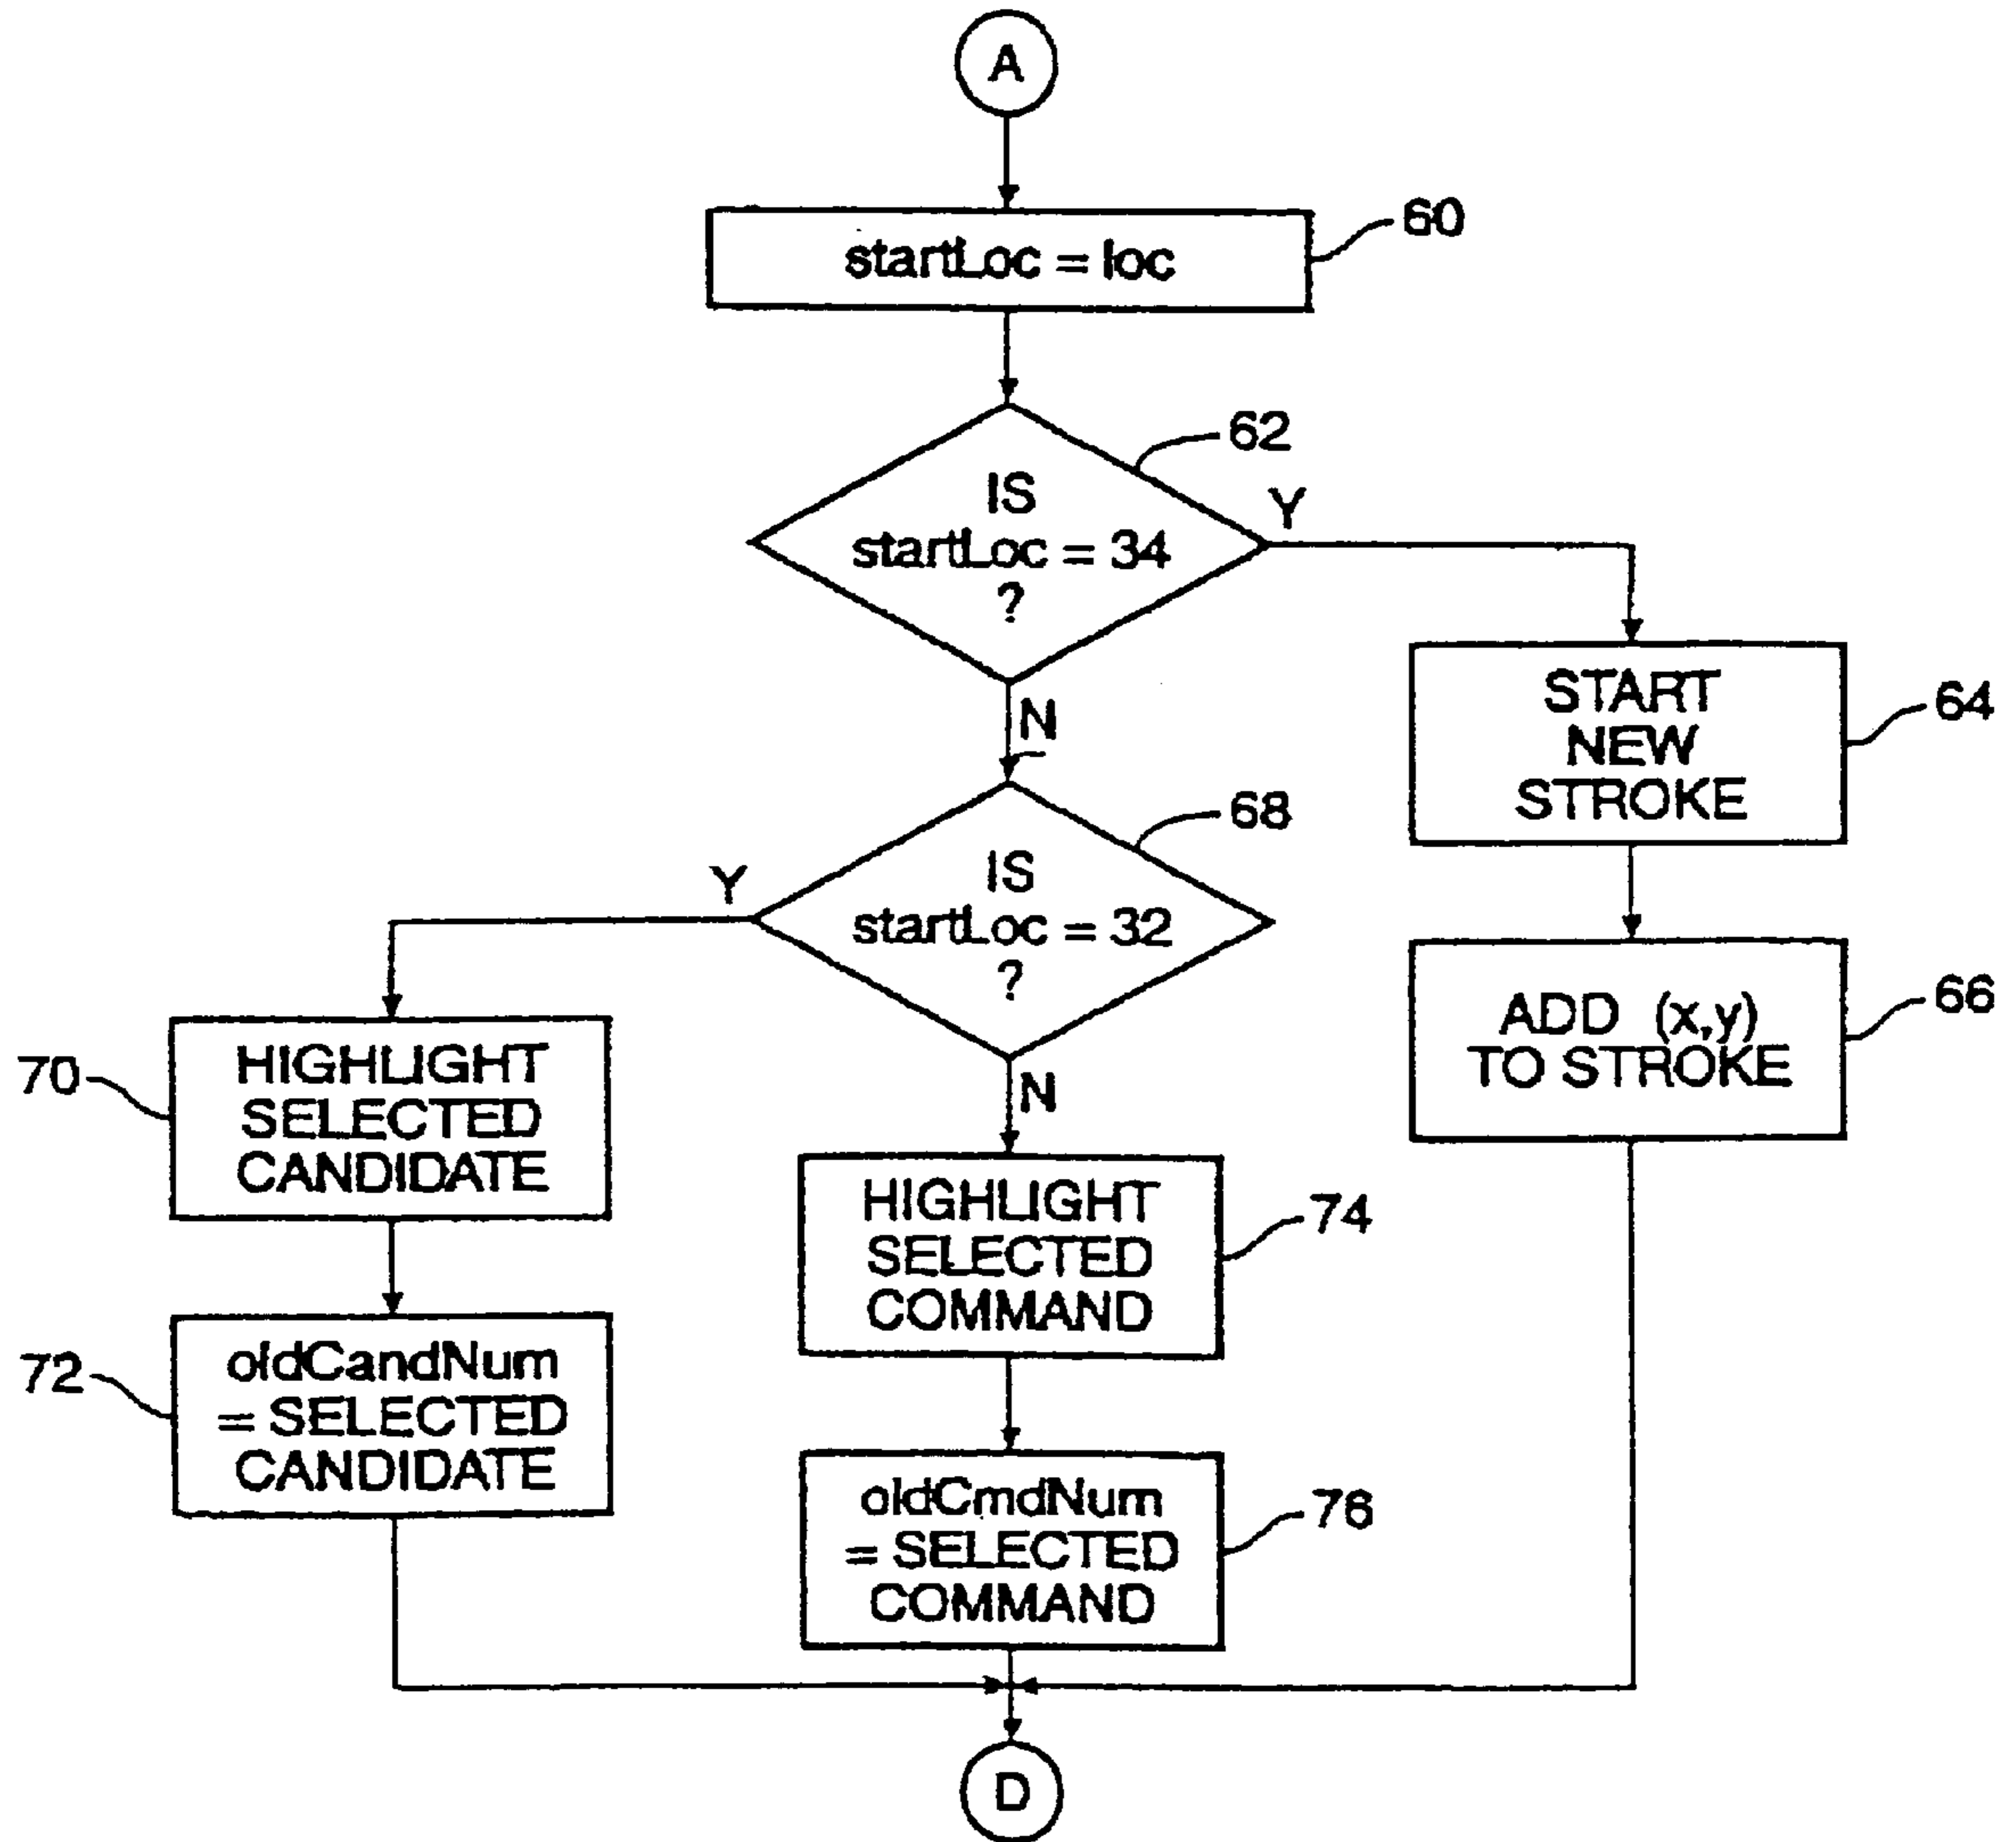 A
startLoc = loc
60
IS
startLoc = 34
?
62
Y
N
START
NEW
STROKE
64
ADD (x,y)
TO STROKE
66
IS
startLoc = 32
?
68
Y
N
HIGHLIGHT
SELECTED
CANDIDATE
70
oldCandNum
= SELECTED
CANDIDATE
72
HIGHLIGHT
SELECTED
COMMAND
74
oldCmdNum
= SELECTED
COMMAND
76
D